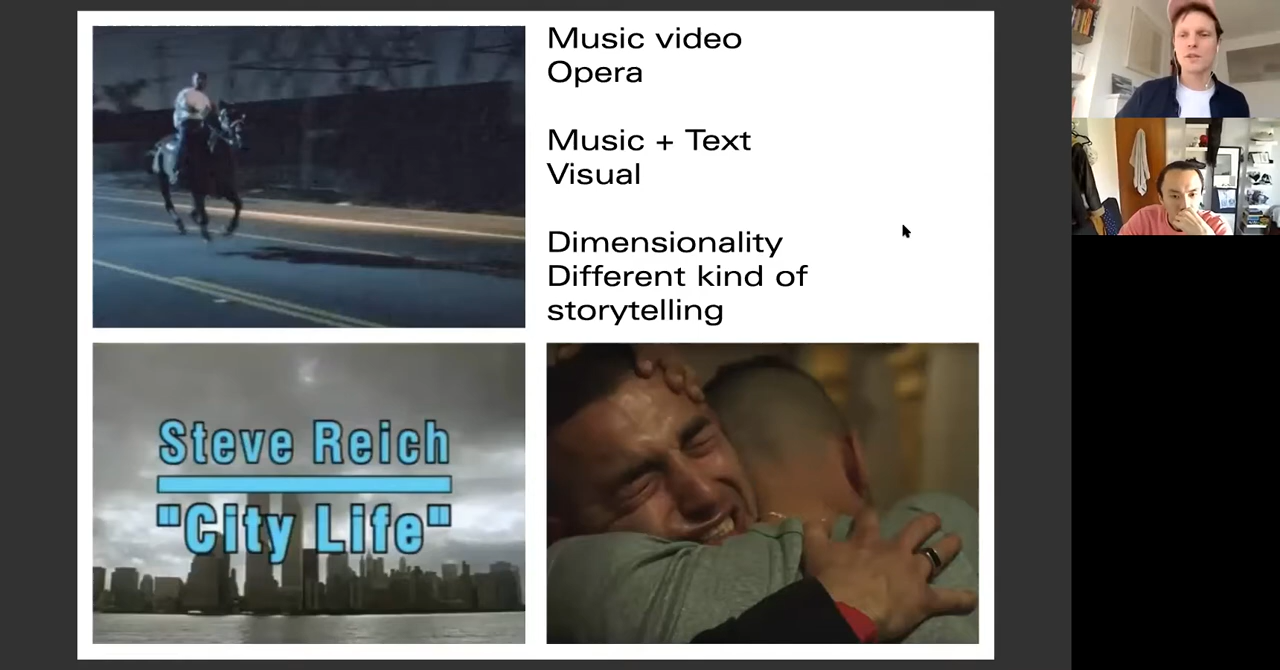 Music video
Opera
Music + Text
Visual
Dimensionality
Different kind of
storytelling
Steve Reich
"City Life"